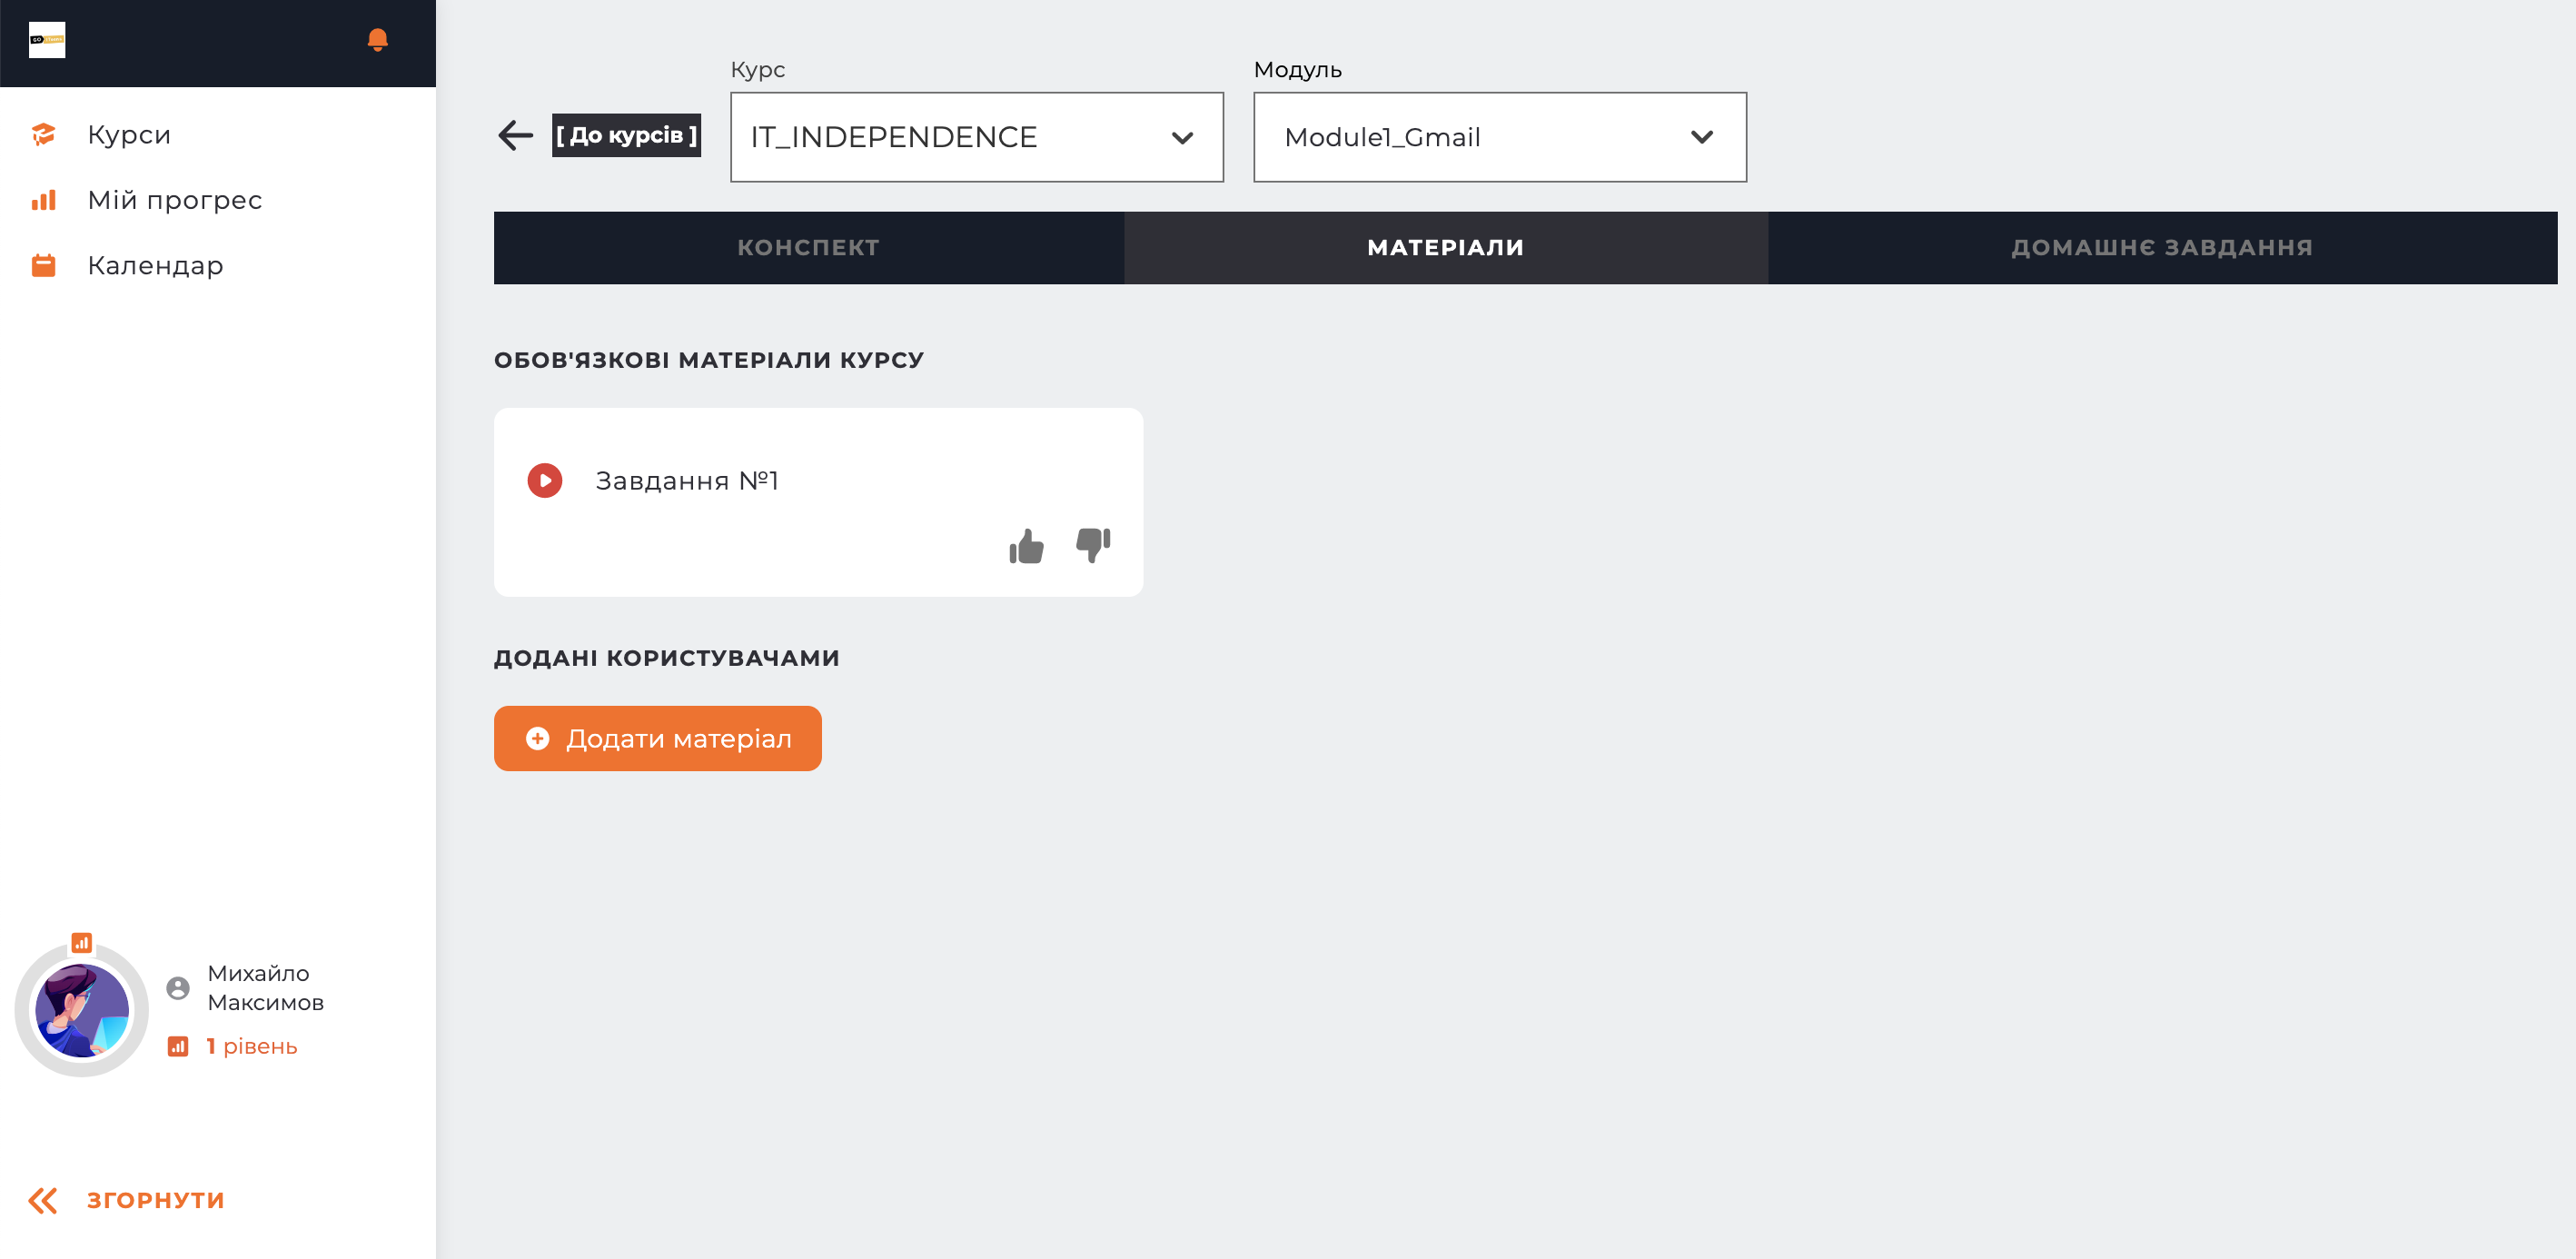 Курси
Мій прогрес
Календар
Михайло
Максимов
1 рівень
ЗГОРНУТИ
[ До курсів ]
Курс
IT_INDEPENDENCE
Модуль
Module1_Gmail
КОНСПЕКТ
МАТЕРІАЛИ
ДОМАШНЄ ЗАВДАННЯ
ОБОВ'ЯЗКОВІ МАТЕРІАЛИ КУРСУ
Завдання №1
ДОДАНІ КОРИСТУВАЧАМИ
Додати матеріал